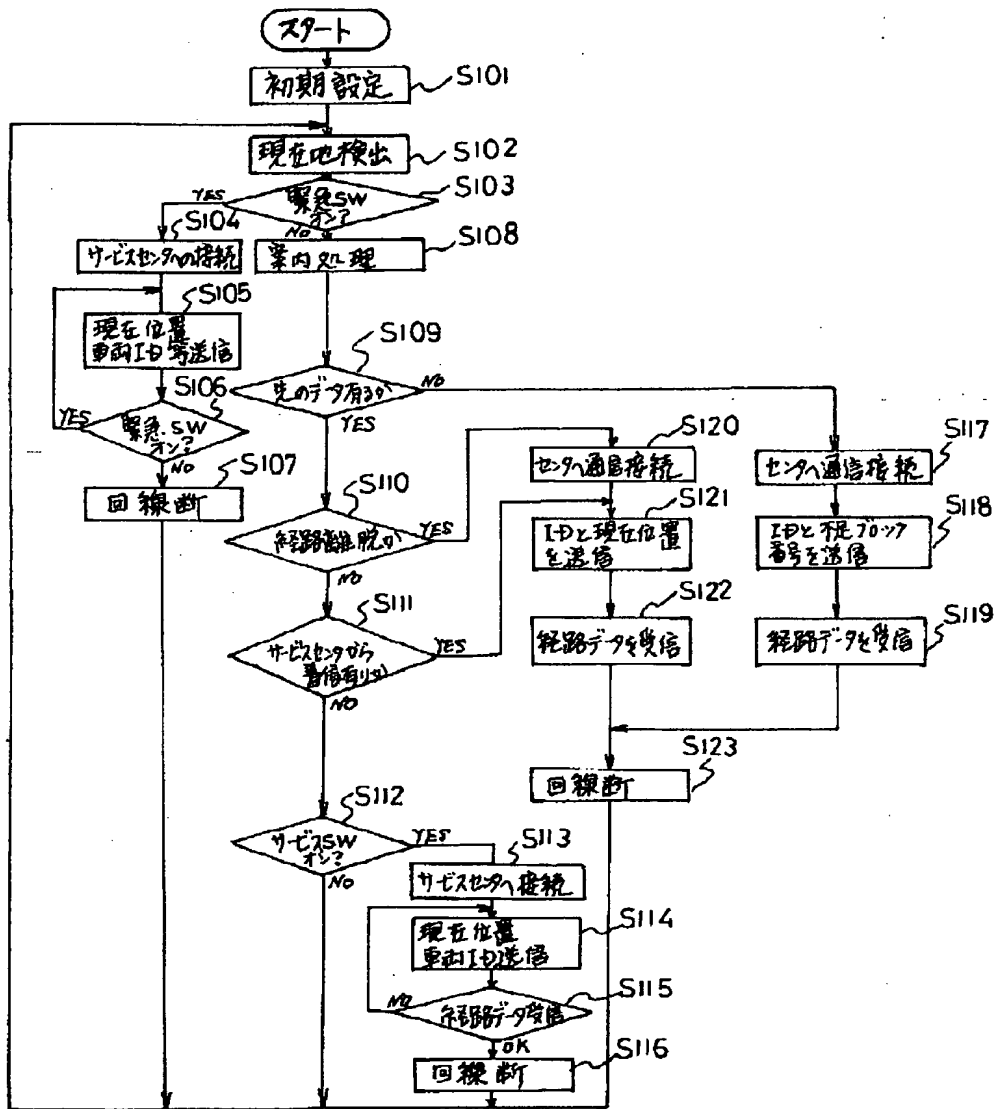 スタート
初期設定
S101
現在地検出
S102
緊急SW
オン?
S103
YES
NO
サービスセンタへの接続
S104
案内処理
S108
現在位置
車両ID等送信
S105
緊急SW
オン?
S106
YES
NO
回線断
S107
先のデータ有るか
S109
NO
YES
経路離脱か
S110
YES
NO
サービスセンタから
着信有りか
S111
YES
NO
センタへ通信接続
S120
IDと現在位置
を送信
S121
経路データを受信
S122
センタへ通信接続
S117
IDと不足ブロック
番号を送信
S118
経路データを受信
S119
回線断
S123
サービスSW
オン?
S112
YES
NO
サービスセンタへ接続
S113
現在位置
車両ID送信
S114
経路データ受信
S115
NO
OK
回線断
S116